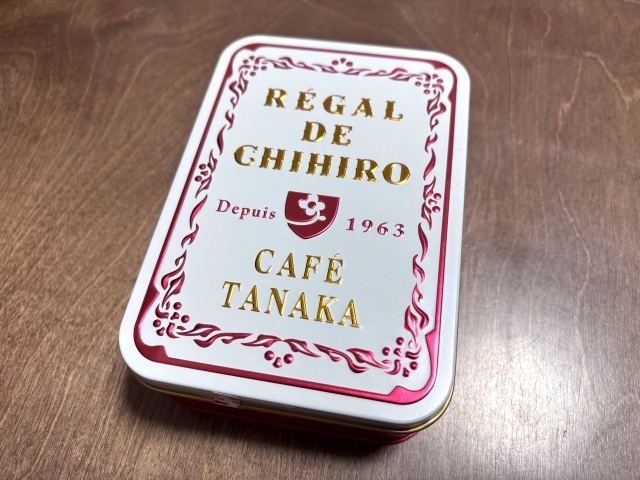 RÉGAL
DE
CHIHIRO
Depuis 1963
CAFÉ
TANAKA